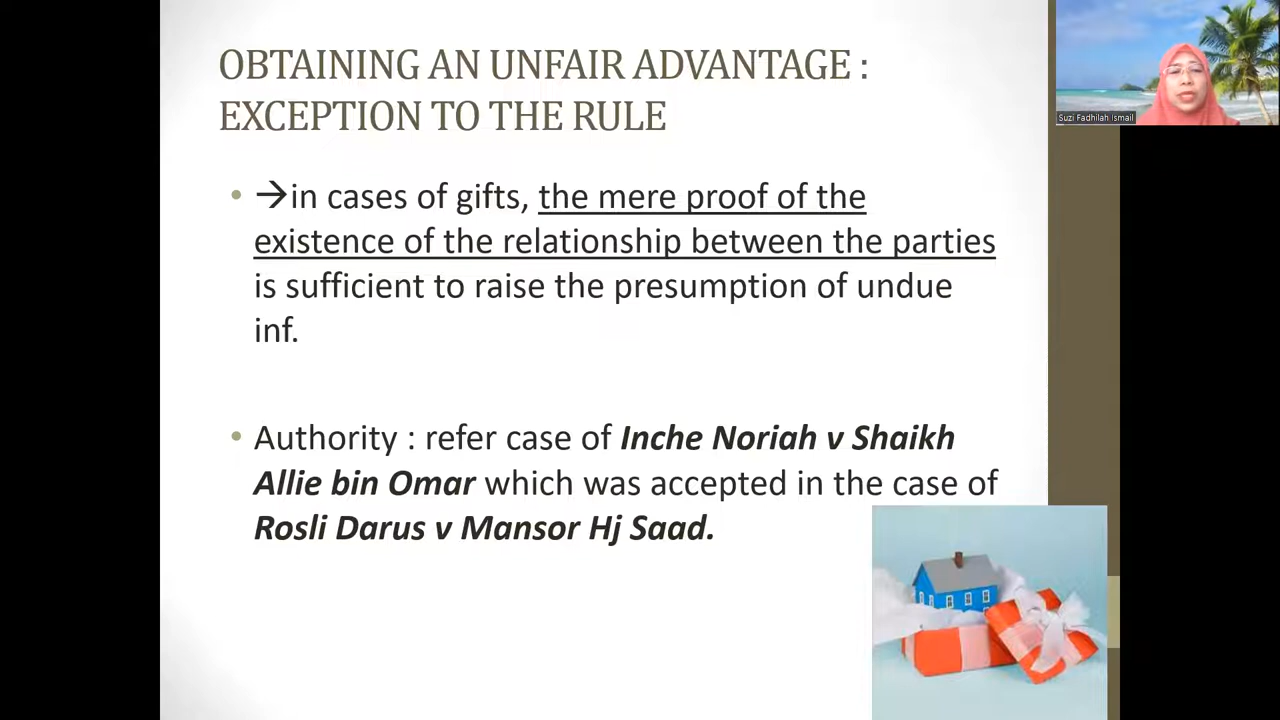 OBTAINING AN UNFAIR ADVANTAGE :
EXCEPTION TO THE RULE
• →in cases of gifts, the mere proof of the
existence of the relationship between the parties
is sufficient to raise the presumption of undue
inf.
• Authority : refer case of Inche Noriah v Shaikh
Allie bin Omar which was accepted in the case of
Rosli Darus v Mansor Hj Saad.
Suzi Fadhilah Ismail